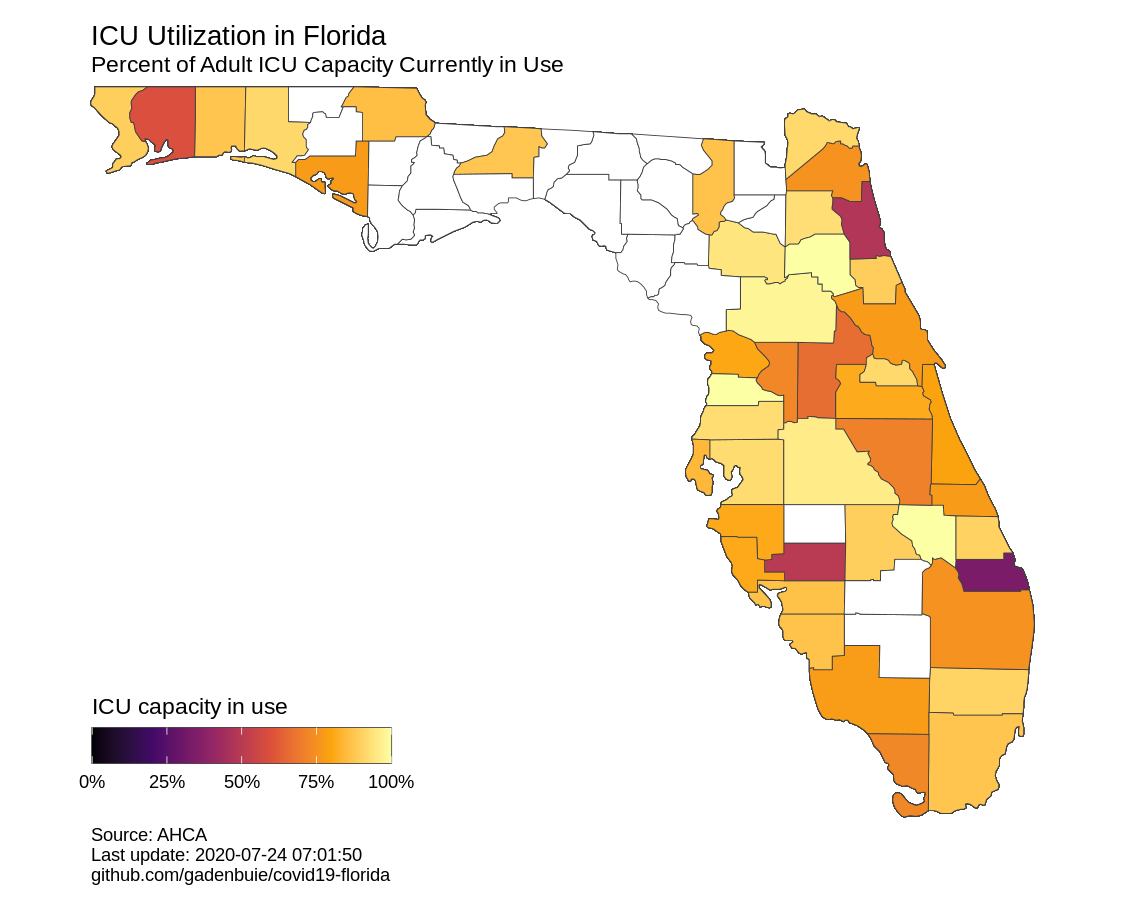 ICU Utilization in Florida
Percent of Adult ICU Capacity Currently in Use
ICU capacity in use
0% 25% 50% 75% 100%
Source: AHCA
Last update: 2020-07-24 07:01:50
github.com/gadenbuie/covid19-florida